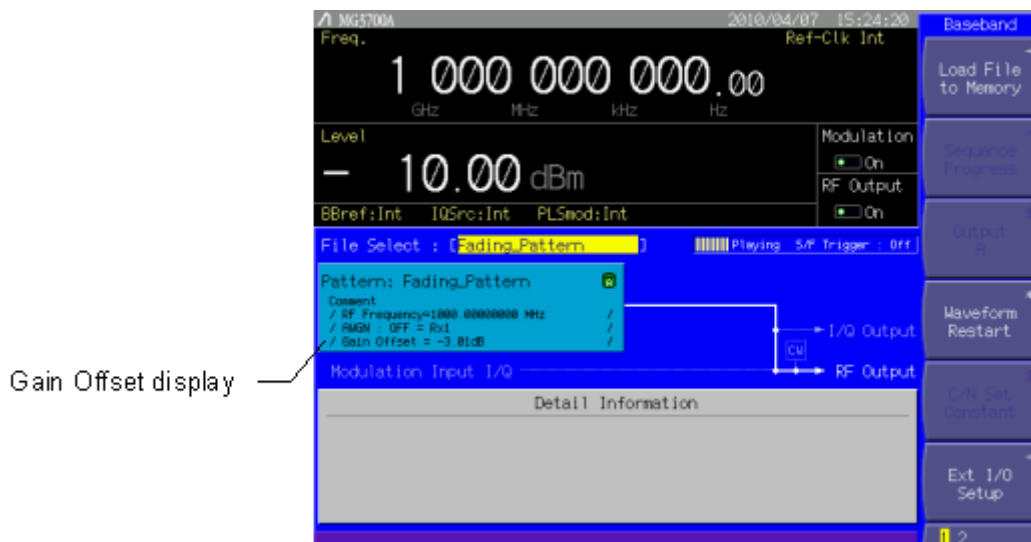 MG3700A 2010/04/07 15:24:20
Freq. Ref-Clk Int
1 000 000 000.00
GHz MHz kHz Hz
Level
- 10.00 dBm
Modulation
On
RF Output
On
BBref:Int IQSrc:Int PLSmod:Int
File Select : [Fading_Pattern ] Playing S/F Trigger : Off
Pattern: Fading_Pattern A
Comment
/ RF Frequency=1000.00000000 MHz /
/ AWGN : OFF = Rx1 /
/ Gain Offset = -3.01dB /
Gain Offset display
I/Q Output
CW
Modulation Input I/Q RF Output
Detail Information
Baseband
Load File
to Memory
Sequence
Progress
Output
A
Waveform
Restart
C/N Set
Constant
Ext I/O
Setup
1 2